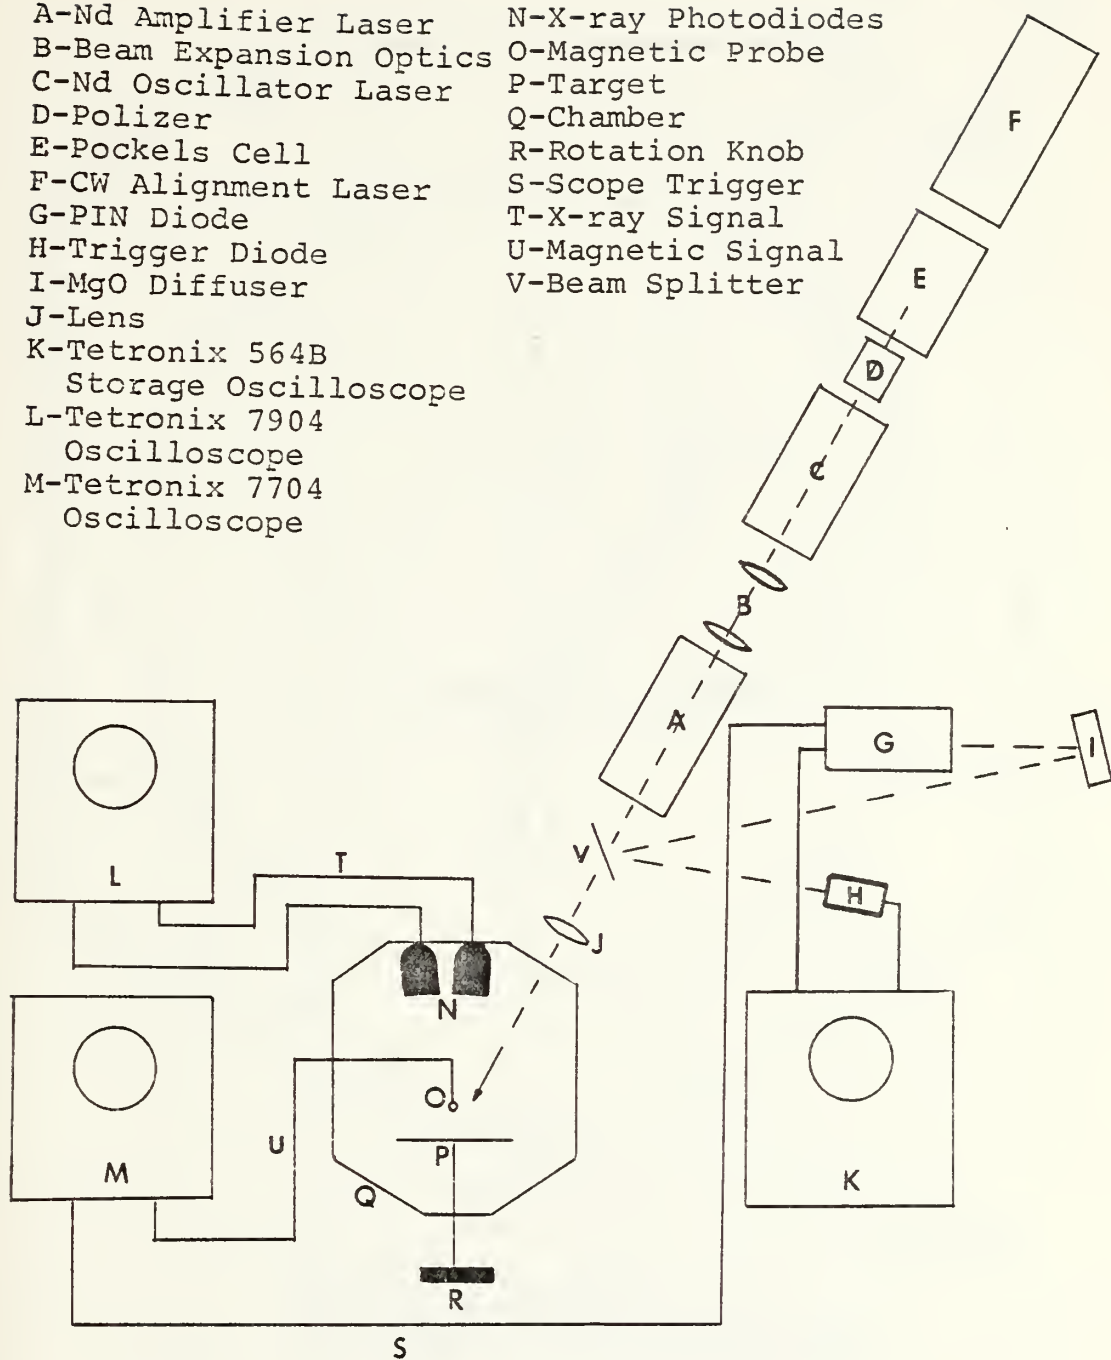 A-Nd Amplifier Laser
B-Beam Expansion Optics
C-Nd Oscillator Laser
D-Polizer
E-Pockels Cell
F-CW Alignment Laser
G-PIN Diode
H-Trigger Diode
I-MgO Diffuser
J-Lens
K-Tetronix 564B
Storage Oscilloscope
L-Tetronix 7904
Oscilloscope
M-Tetronix 7704
Oscilloscope
N-X-ray Photodiodes
O-Magnetic Probe
P-Target
Q-Chamber
R-Rotation Knob
S-Scope Trigger
T-X-ray Signal
U-Magnetic Signal
V-Beam Splitter
F
E
D
C
B
A
G
I
V
H
T
L
J
N
O
U
P
M
Q
K
R
S